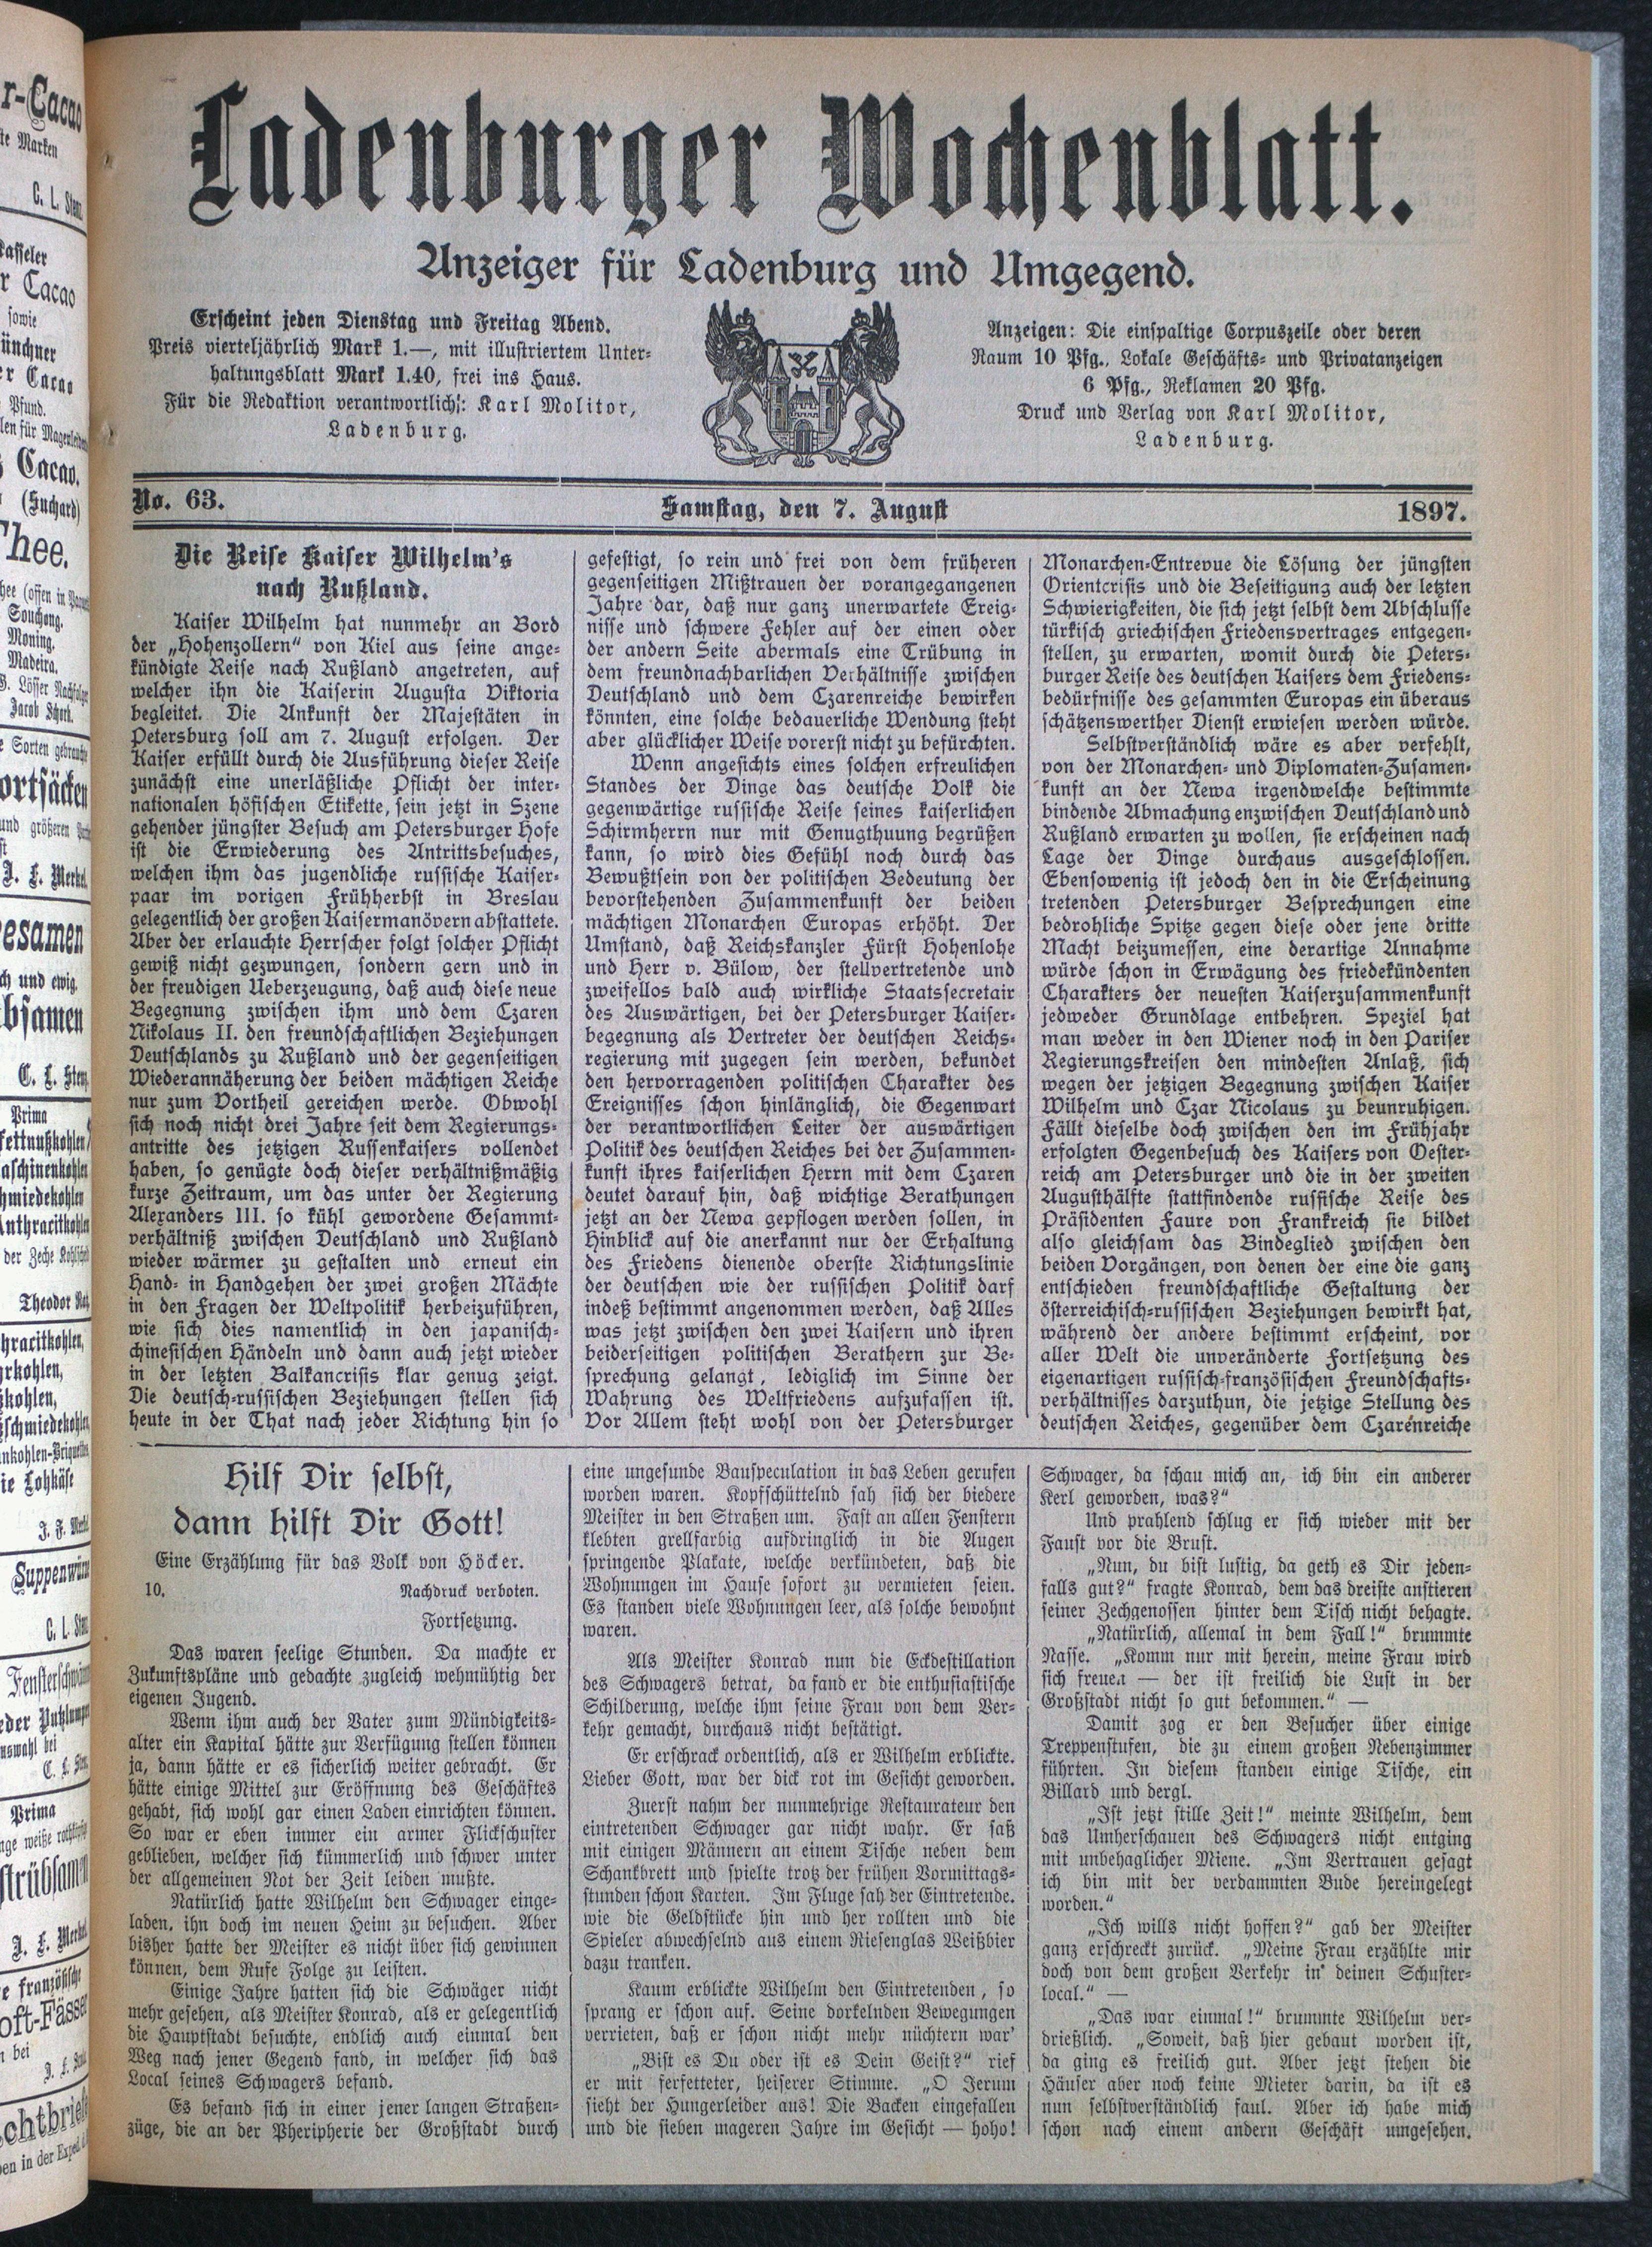 Ladenburger Wochenblatt.
Anzeiger für Ladenburg und Umgegend.
Erscheint jeden Dienstag und Freitag Abend.
Preis vierteljährlich Mark 1.—, mit illustriertem Unter-
haltungsblatt Mark 1.40, frei ins Haus.
Für die Redaktion verantwortlich: Karl Molitor,
Ladenburg.
Anzeigen: Die einspaltige Corpuszeile oder deren
Raum 10 Pfg., Lokale Geschäfts- und Privatanzeigen
6 Pfg., Reklamen 20 Pfg.
Druck und Verlag von Karl Molitor,
Ladenburg.
No. 63.
Samstag, den 7. August
1897.
Die Reise Kaiser Wilhelm's
nach Rußland.
Kaiser Wilhelm hat nunmehr an Bord
der „Hohenzollern“ von Kiel aus seine ange-
kündigte Reise nach Rußland angetreten, auf
welcher ihn die Kaiserin Augusta Viktoria
begleitet. Die Ankunft der Majestäten in
Petersburg soll am 7. August erfolgen. Der
Kaiser erfüllt durch die Ausführung dieser Reise
zunächst eine unerläßliche Pflicht der inter-
nationalen höfischen Etikette, sein jetzt in Szene
gehender jüngster Besuch am Petersburger Hofe
ist die Erwiederung des Antrittsbesuches,
welchen ihm das jugendliche russische Kaiser-
paar im vorigen Frühherbst in Breslau
gelegentlich der großen Kaisermanövern abstattete.
Aber der erlauchte Herrscher folgt solcher Pflicht
gewiß nicht gezwungen, sondern gern und in
der freudigen Ueberzeugung, daß auch diese neue
Begegnung zwischen ihm und dem Czaren
Nikolaus II. den freundschaftlichen Beziehungen
Deutschlands zu Rußland und der gegenseitigen
Wiederannäherung der beiden mächtigen Reiche
nur zum Vortheil gereichen werde. Obwohl
sich noch nicht drei Jahre seit dem Regierungs-
antritte des jetzigen Russenkaisers vollendet
haben, so genügte doch dieser verhältnißmäßig
kurze Zeitraum, um das unter der Regierung
Alexanders III. so kühl gewordene Gesammt-
verhältniß zwischen Deutschland und Rußland
wieder wärmer zu gestalten und erneut ein
Hand- in Handgehen der zwei großen Mächte
in den Fragen der Weltpolitik herbeizuführen,
wie sich dies namentlich in den japanisch-
chinesischen Händeln und dann auch jetzt wieder
in der letzten Balkancrisis klar genug zeigt.
Die deutsch-russischen Beziehungen stellen sich
heute in der That nach jeder Richtung hin so
gefestigt, so rein und frei von dem früheren
gegenseitigen Mißtrauen der vorangegangenen
Jahre dar, daß nur ganz unerwartete Ereig-
nisse und schwere Fehler auf der einen oder
der andern Seite abermals eine Trübung in
dem freundnachbarlichen Verhältnisse zwischen
Deutschland und dem Czarenreiche bewirken
könnten, eine solche bedauerliche Wendung steht
aber glücklicher Weise vorerst nicht zu befürchten.
Wenn angesichts eines solchen erfreulichen
Standes der Dinge das deutsche Volk die
gegenwärtige russische Reise seines kaiserlichen
Schirmherrn nur mit Genugthuung begrüßen
kann, so wird dies Gefühl noch durch das
Bewußtsein von der politischen Bedeutung der
bevorstehenden Zusammenkunft der beiden
mächtigen Monarchen Europas erhöht. Der
Umstand, daß Reichskanzler Fürst Hohenlohe
und Herr v. Bülow, der stellvertretende und
zweifellos bald auch wirkliche Staatssecretair
des Auswärtigen, bei der Petersburger Kaiser-
begegnung als Vertreter der deutschen Reichs-
regierung mit zugegen sein werden, bekundet
den hervorragenden politischen Charakter des
Ereignisses schon hinlänglich, die Gegenwart
der verantwortlichen Leiter der auswärtigen
Politik des deutschen Reiches bei der Zusammen-
kunft ihres kaiserlichen Herrn mit dem Czaren
deutet darauf hin, daß wichtige Berathungen
jetzt an der Newa gepflogen werden sollen, in
Hinblick auf die anerkannt nur der Erhaltung
des Friedens dienende oberste Richtungslinie
der deutschen wie der russischen Politik darf
indeß bestimmt angenommen werden, daß Alles
was jetzt zwischen den zwei Kaisern und ihren
beiderseitigen politischen Berathern zur Be-
sprechung gelangt, lediglich im Sinne der
Wahrung des Weltfriedens aufzufassen ist.
Vor Allem steht wohl von der Petersburger
Monarchen-Entrevue die Lösung der jüngsten
Orientcrisis und die Beseitigung auch der letzten
Schwierigkeiten, die sich jetzt selbst dem Abschlusse
türkisch griechischen Friedensvertrages entgegen-
stellen, zu erwarten, womit durch die Peters-
burger Reise des deutschen Kaisers dem Friedens-
bedürfnisse des gesammten Europas ein überaus
schätzenswerther Dienst erwiesen werden würde.
Selbstverständlich wäre es aber verfehlt,
von der Monarchen- und Diplomaten-Zusamen-
kunft an der Newa irgendwelche bestimmte
bindende Abmachung enzwischen Deutschland und
Rußland erwarten zu wollen, sie erscheinen nach
Lage der Dinge durchaus ausgeschlossen.
Ebensowenig ist jedoch den in die Erscheinung
tretenden Petersburger Besprechungen eine
bedrohliche Spitze gegen diese oder jene dritte
Macht beizumessen, eine derartige Annahme
würde schon in Erwägung des friedekündenten
Charakters der neuesten Kaiserzusammenkunft
jedweder Grundlage entbehren. Speziel hat
man weder in den Wiener noch in den Pariser
Regierungskreisen den mindesten Anlaß, sich
wegen der jetzigen Begegnung zwischen Kaiser
Wilhelm und Czar Nicolaus zu beunruhigen.
Fällt dieselbe doch zwischen den im Frühjahr
erfolgten Gegenbesuch des Kaisers von Oester-
reich am Petersburger und die in der zweiten
Augusthälfte stattfindende russische Reise des
Präsidenten Faure von Frankreich sie bildet
also gleichsam das Bindeglied zwischen den
beiden Vorgängen, von denen der eine die ganz
entschieden freundschaftliche Gestaltung der
österreichisch-russischen Beziehungen bewirkt hat,
während der andere bestimmt erscheint, vor
aller Welt die unveränderte Fortsetzung des
eigenartigen russisch-französischen Freundschafts-
verhältnisses darzuthun, die jetzige Stellung des
deutschen Reiches, gegenüber dem Czarenreiche
Hilf Dir selbst,
dann hilft Dir Gott!
Eine Erzählung für das Volk von Höcker.
10. Nachdruck verboten.
Fortsetzung.
Das waren seelige Stunden. Da machte er
Zukunftspläne und gedachte zugleich wehmühtig der
eigenen Jugend.
Wenn ihm auch der Vater zum Mündigkeits-
alter ein Kapital hätte zur Verfügung stellen können
ja, dann hätte er es sicherlich weiter gebracht. Er
hätte einige Mittel zur Eröffnung des Geschäftes
gehabt, sich wohl gar einen Laden einrichten können.
So war er eben immer ein armer Flickschuster
geblieben, welcher sich kümmerlich und schwer unter
der allgemeinen Not der Zeit leiden mußte.
Natürlich hatte Wilhelm den Schwager einge-
laden, ihn doch im neuen Heim zu besuchen. Aber
bisher hatte der Meister es nicht über sich gewinnen
können, dem Rufe Folge zu leisten.
Einige Jahre hatten sich die Schwäger nicht
mehr gesehen, als Meister Konrad, als er gelegentlich
die Hauptstadt besuchte, endlich auch einmal den
Weg nach jener Gegend fand, in welcher sich das
Local seines Schwagers befand.
Es befand sich in einer jener langen Straßen-
züge, die an der Pheripherie der Großstadt durch
eine ungesunde Bauspeculation in das Leben gerufen
worden waren. Kopfschüttelnd sah sich der biedere
Meister in den Straßen um. Fast an allen Fenstern
klebten grellfarbig aufdringlich in die Augen
springende Plakate, welche verkündeten, daß die
Wohnungen im Hause sofort zu vermieten seien.
Es standen viele Wohnungen leer, als solche bewohnt
waren.
Als Meister Konrad nun die Eckdestillation
des Schwagers betrat, da fand er die enthusiastische
Schilderung, welche ihm seine Frau von dem Ver-
kehr gemacht, durchaus nicht bestätigt.
Er erschrack ordentlich, als er Wilhelm erblickte.
Lieber Gott, war der dick rot im Gesicht geworden.
Zuerst nahm der nunmehrige Restaurateur den
eintretenden Schwager gar nicht wahr. Er saß
mit einigen Männern an einem Tische neben dem
Schankbrett und spielte trotz der frühen Vormittags-
stunden schon Karten. Im Fluge sah der Eintretende.
wie die Geldstücke hin und her rollten und die
Spieler abwechselnd aus einem Riesenglas Weißbier
dazu tranken.
Kaum erblickte Wilhelm den Eintretenden, so
sprang er schon auf. Seine dorkelnden Bewegungen
verrieten, daß er schon nicht mehr nüchtern war'
„Bist es Du oder ist es Dein Geist?“ rief
er mit ferfetteter, heiserer Stimme. „O Jerum
sieht der Hungerleider aus! Die Backen eingefallen
und die sieben mageren Jahre im Gesicht — hoho!
Schwager, da schau mich an, ich bin ein anderer
Kerl geworden, was?“
Und prahlend schlug er sich wieder mit der
Faust vor die Brust.
„Nun, du bist lustig, da geth es Dir jeden-
falls gut?“ fragte Konrad, dem das dreiste anstieren
seiner Zechgenossen hinter dem Tisch nicht behagte.
„Natürlich, allemal in dem Fall!“ brummte
Nasse. „Komm nur mit herein, meine Frau wird
sich freuen — der ist freilich die Lust in der
Großstadt nicht so gut bekommen.“ —
Damit zog er den Besucher über einige
Treppenstufen, die zu einem großen Nebenzimmer
führten. In diesem standen einige Tische, ein
Billard und dergl.
„Ist jetzt stille Zeit!“ meinte Wilhelm, dem
das Umherschauen des Schwagers nicht entging
mit unbehaglicher Miene. „Im Vertrauen gesagt
ich bin mit der verdammten Bude hereingelegt
worden.“
„Ich wills nicht hoffen?“ gab der Meister
ganz erschreckt zurück. „Meine Frau erzählte mir
doch von dem großen Verkehr in deinen Schuster-
local.“ —
„Das war einmal!“ brummte Wilhelm ver-
drießlich. „Soweit, daß hier gebaut worden ist,
da ging es freilich gut. Aber jetzt stehen die
Häuser aber noch keine Mieter darin, da ist es
nun selbstverständlich faul. Aber ich habe mich
schon nach einem andern Geschäft umgesehen.